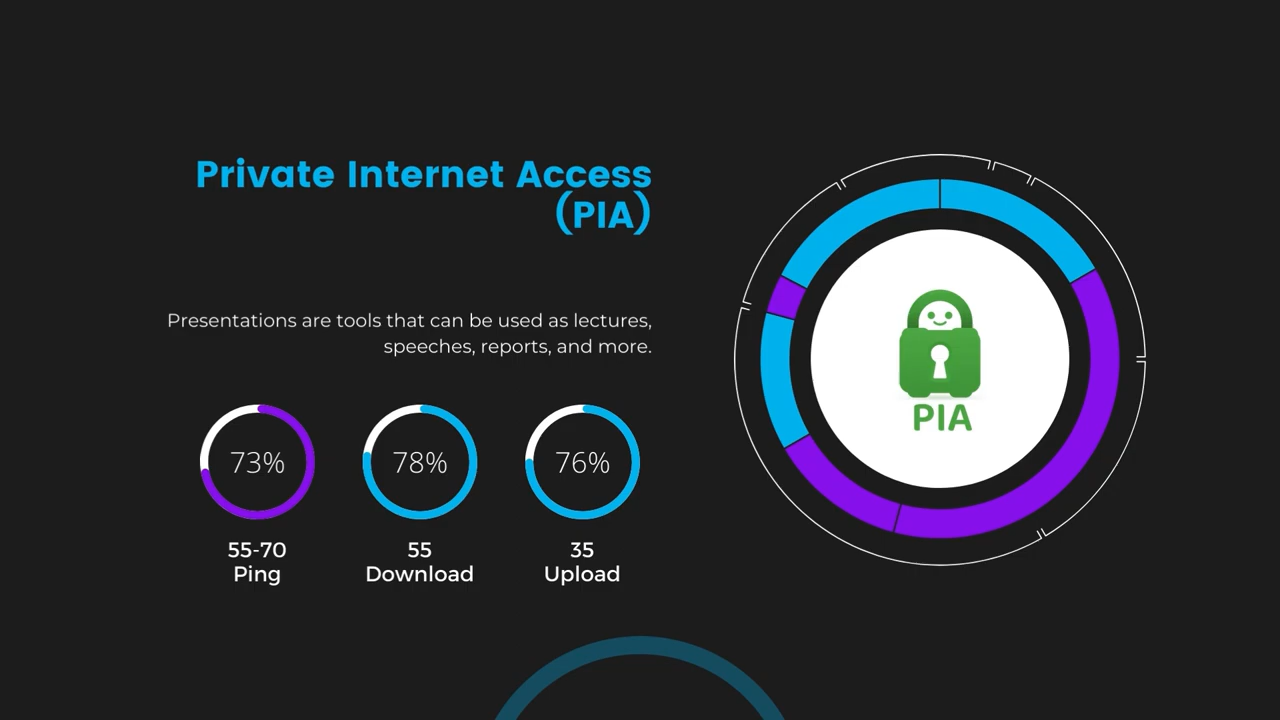 Private Internet Access
(PIA)
Presentations are tools that can be used as lectures,
speeches, reports, and more.
73%
78%
76%
55-70
Ping
55
Download
35
Upload
PIA